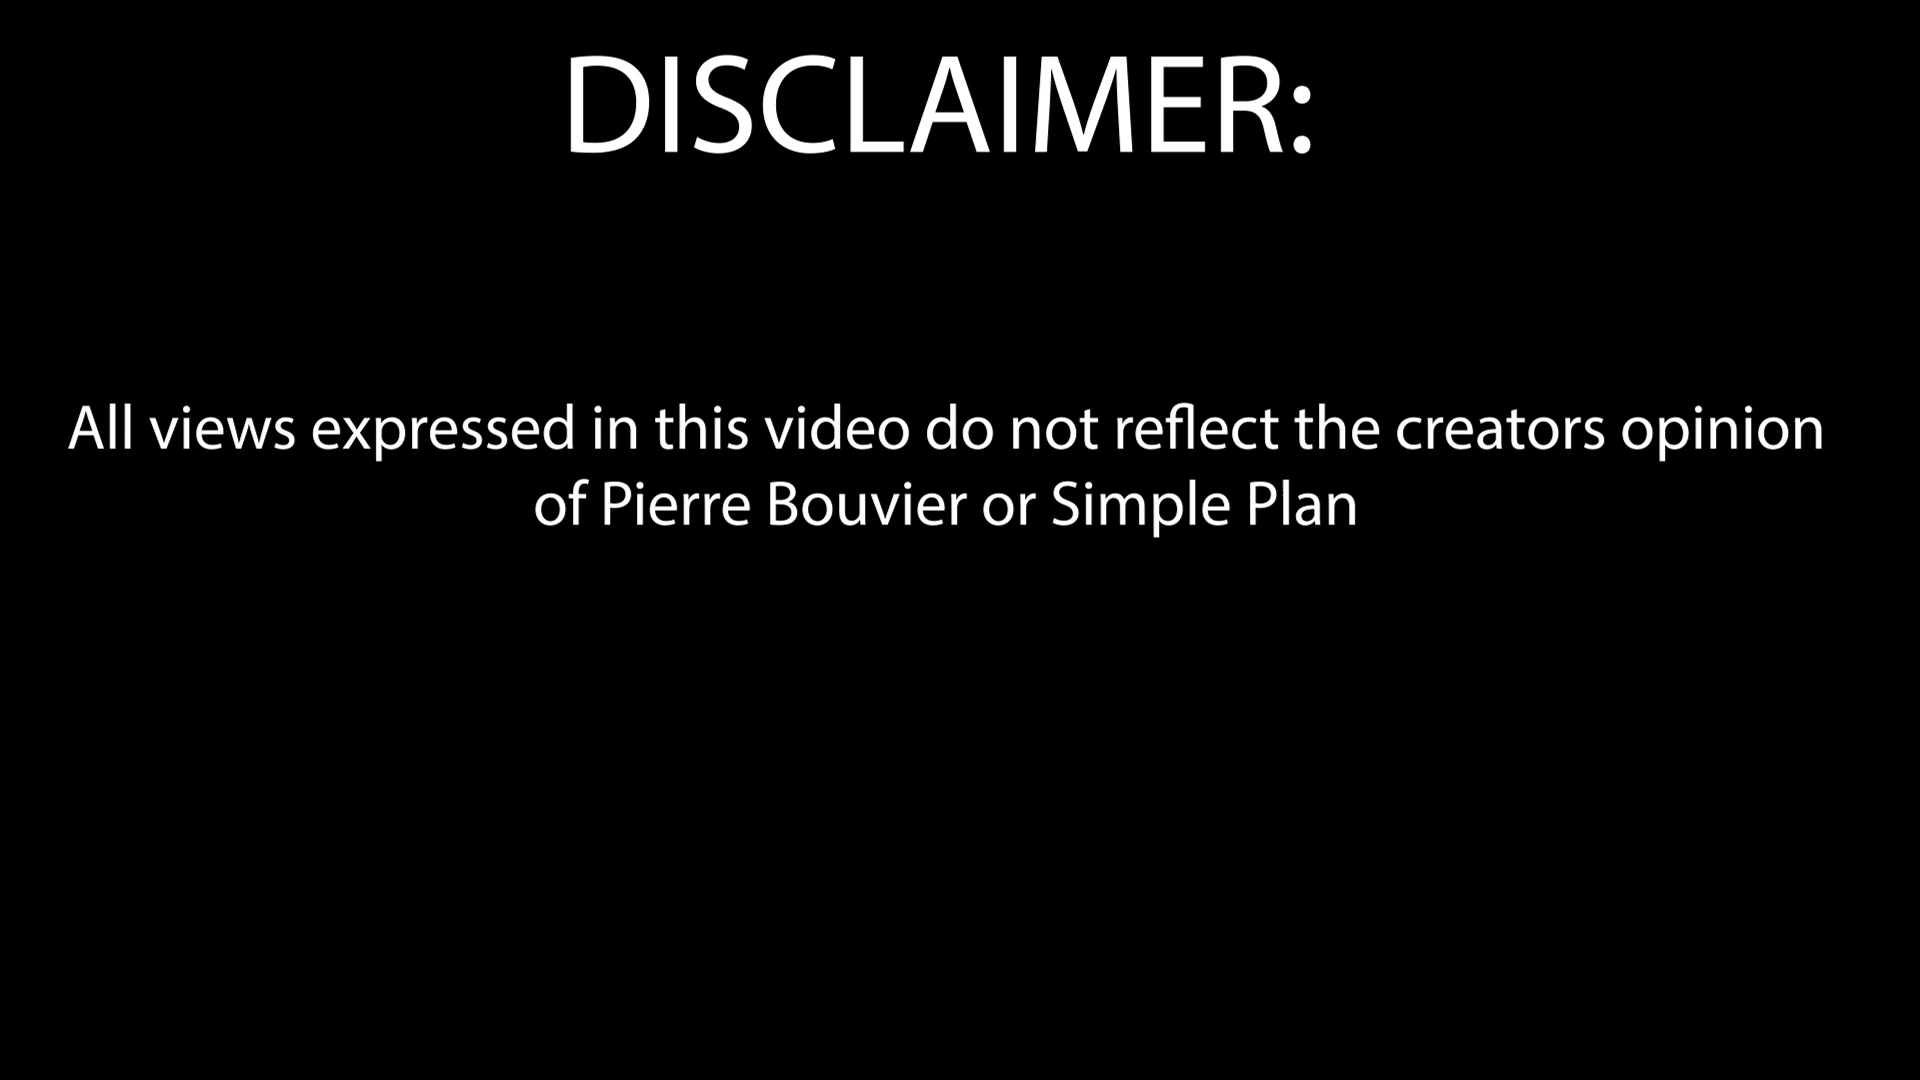 DISCLAIMER:
All views expressed in this video do not reflect the creators opinion
of Pierre Bouvier or Simple Plan